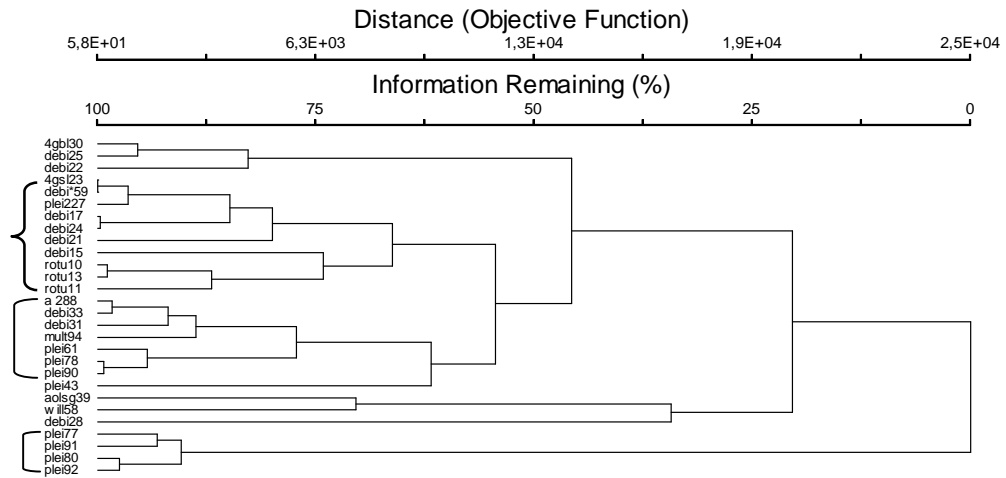 Distance (Objective Function)
5,8E+01 6,3E+03 1,3E+04 1,9E+04 2,5E+04
Information Remaining (%)
100 75 50 25 0
4gbl30
debi25
debi22
4gsl23
debi*59
plei227
debi17
debi24
debi21
debi15
rotu10
rotu13
rotu11
a 288
debi33
debi31
mult94
plei61
plei78
plei90
plei43
aolsg39
will58
debi28
plei77
plei91
plei80
plei92